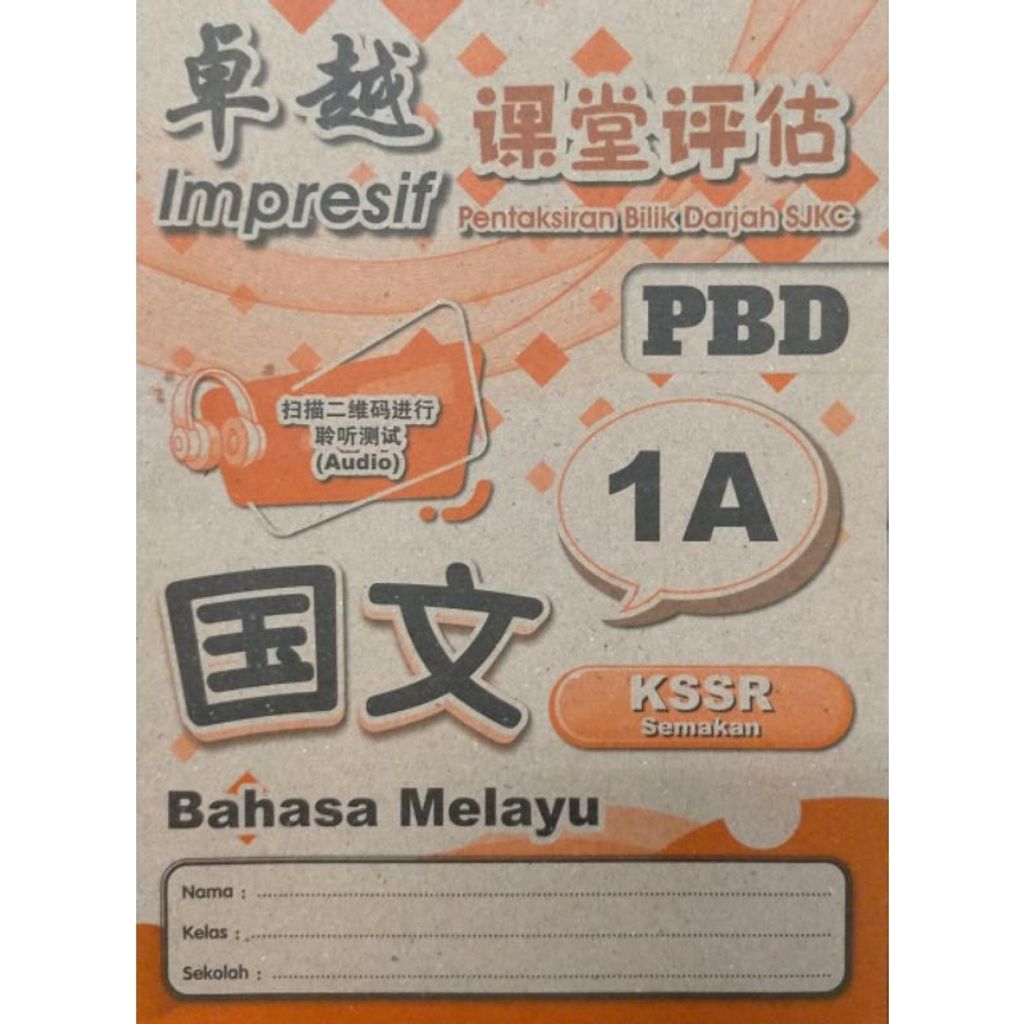 卓越
Impresif
课堂评估
Pentaksiran Bilik Darjah SJKC
PBD
扫描二维码进行
聆听测试
(Audio)
1A
国文
KSSR
Semakan
Bahasa Melayu
Nama :
Kelas :
Sekolah :